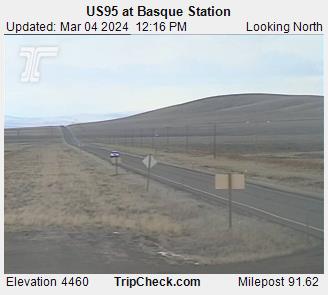 US95 at Basque Station
Updated: Mar 04 2024 12:16 PM Looking North
Elevation 4460 TripCheck.com Milepost 91.62